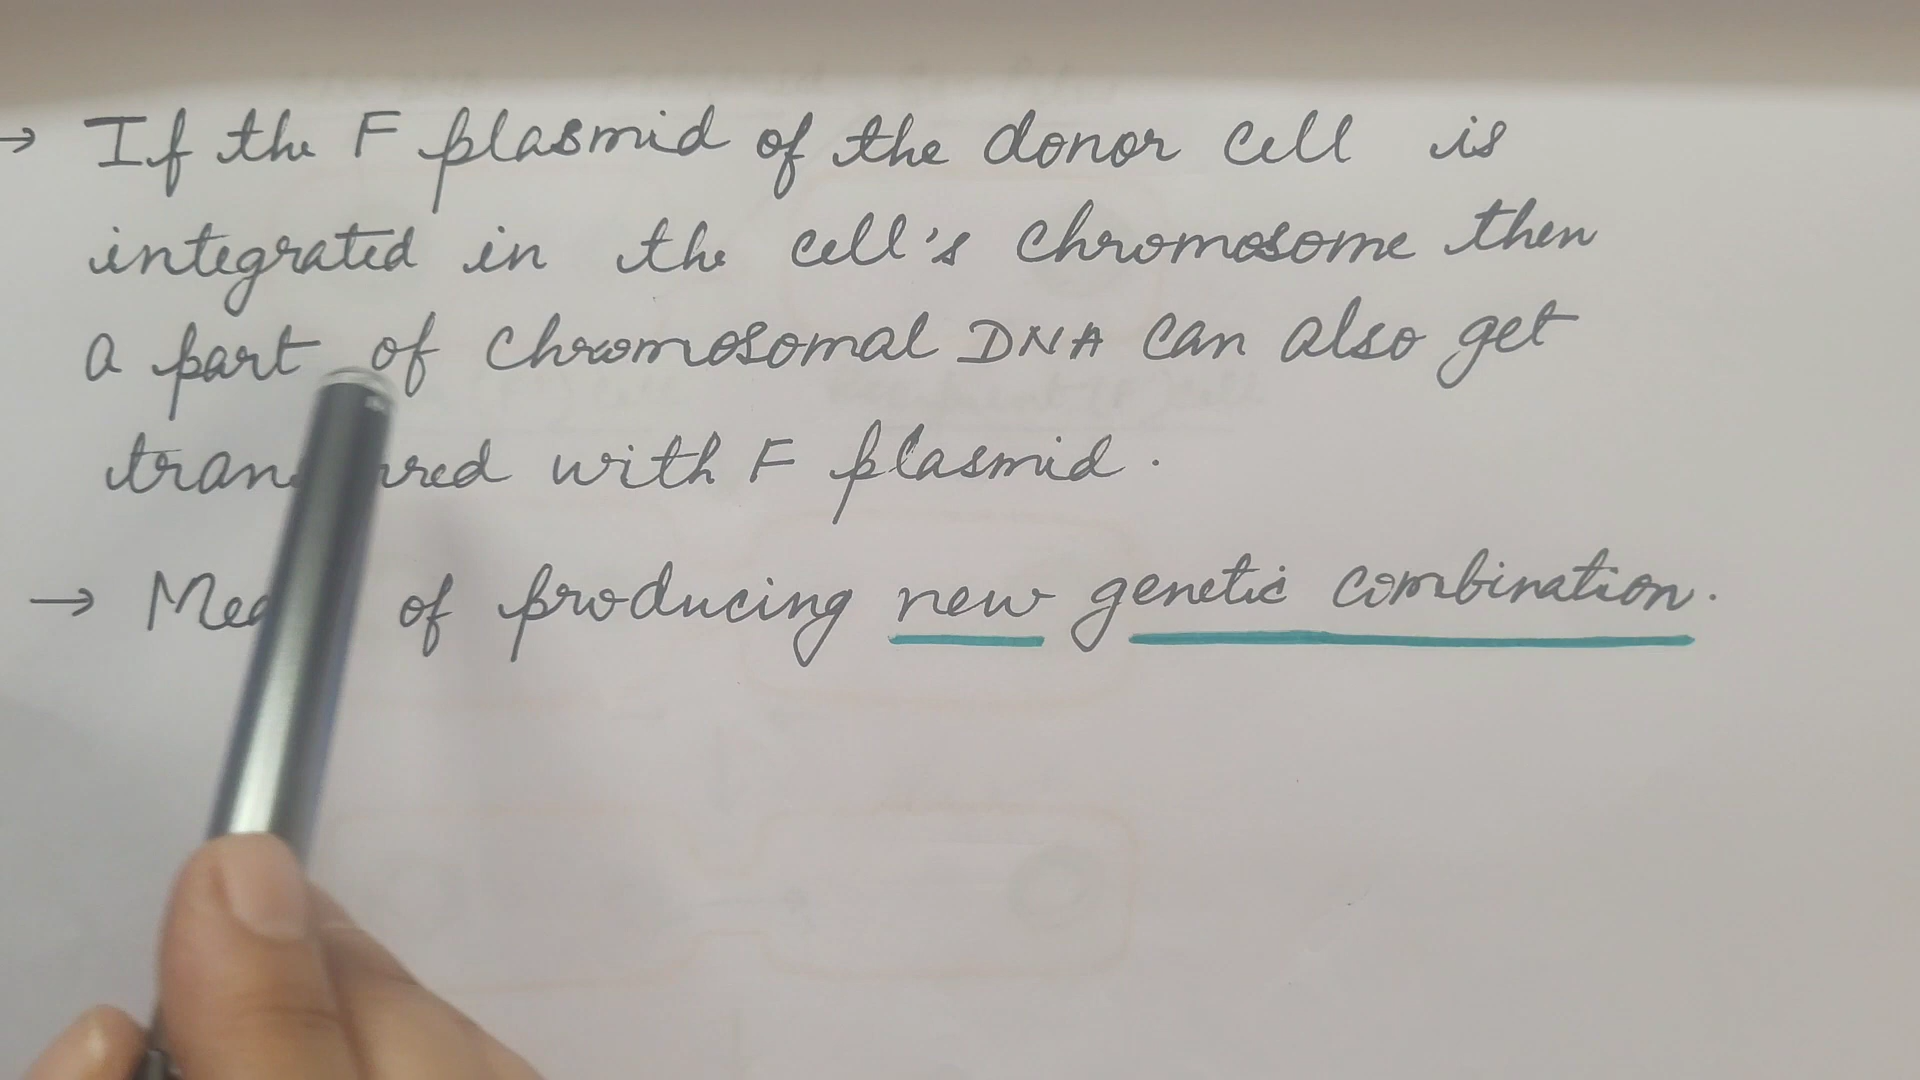 → If the F plasmid of the donor cell is
integrated in the cell's chromosome then
a part of chromosomal DNA can also get
with F plasmid.
→ of producing new genetic combination.